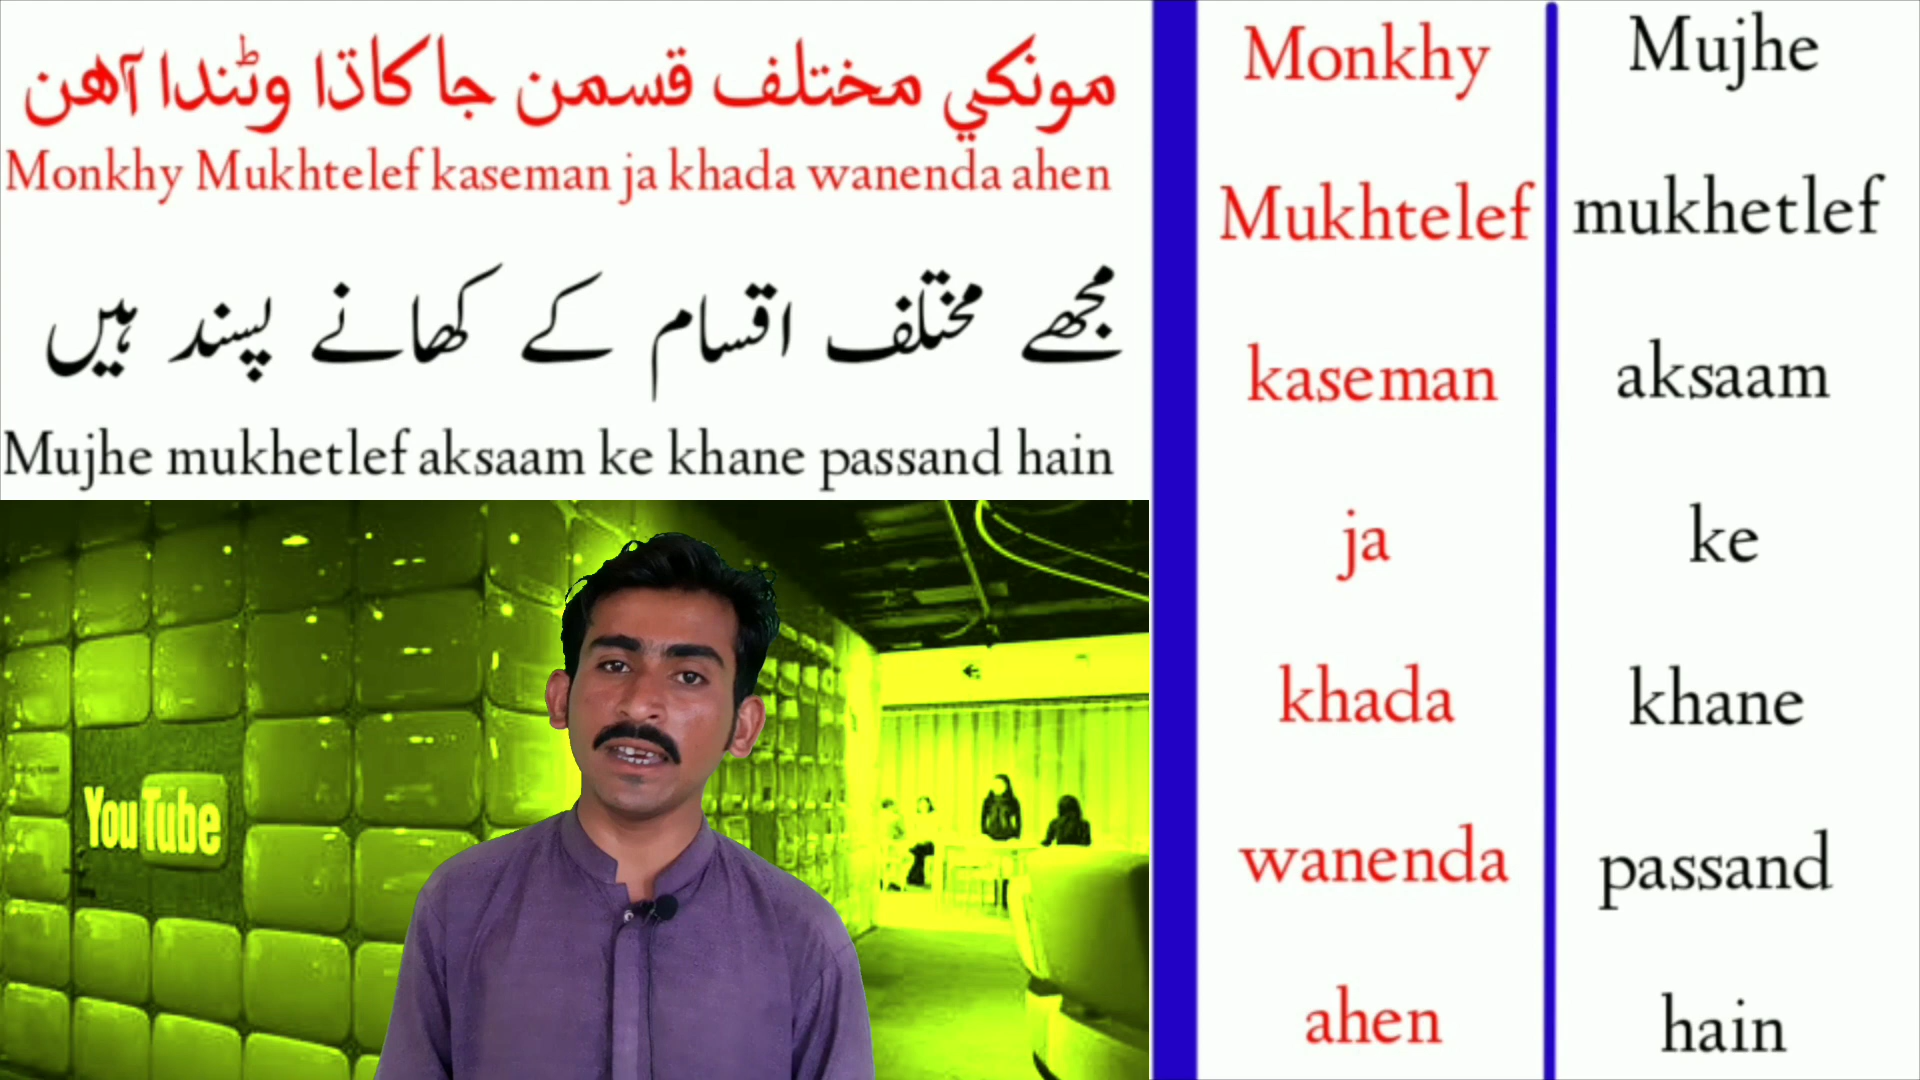 مونکي مختلف قسمن جا کاڌا وڻندا آهن
Monkhy Mukhtelef kaseman ja khada wanenda ahen
مجھے مختلف اقسام کے کھانے پسند ہیں
Mujhe mukhetlef aksaam ke khane passand hain
YouTube
Monkhy Mujhe
Mukhtelef mukhetlef
kaseman aksaam
ja ke
khada khane
wanenda passand
ahen hain